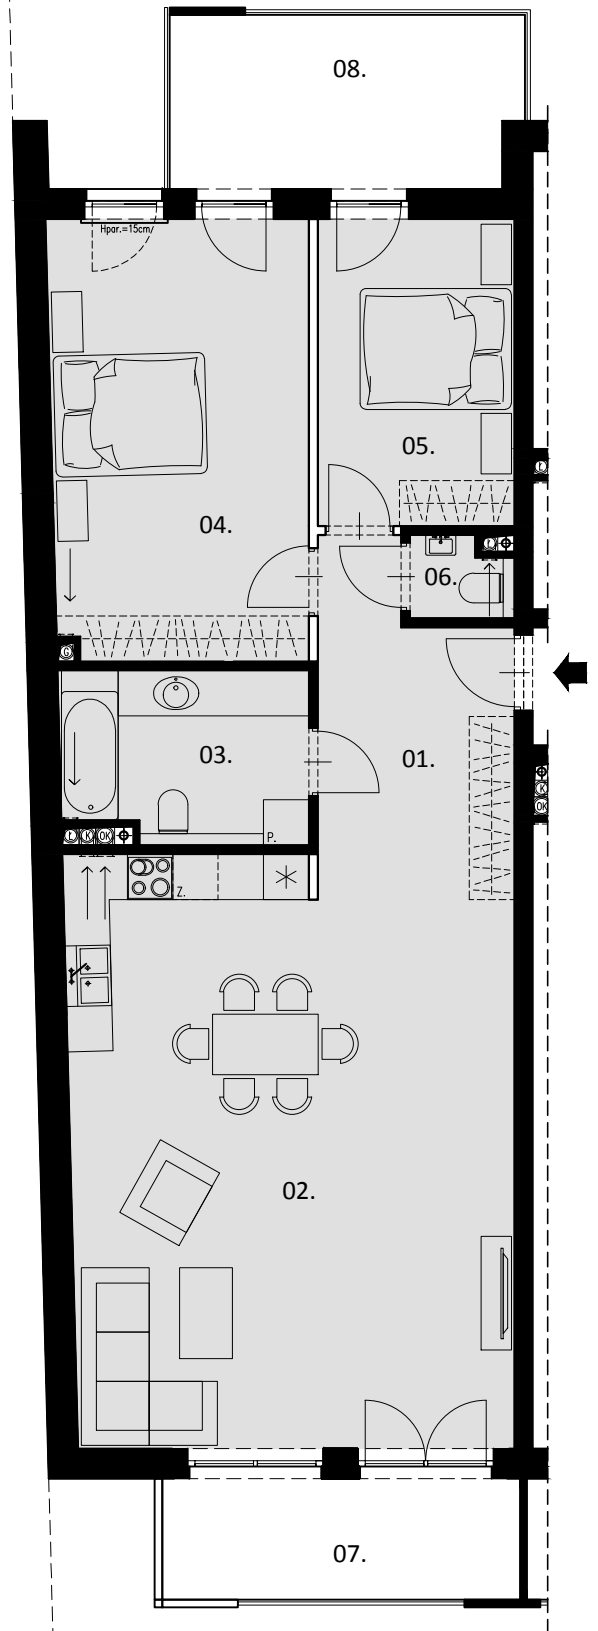 08.
Hpar.=15cm/
05.
Ł
04.
06.
Ł
G
03.
01.
K
OK
P.
Ł K OK
Z.
02.
07.